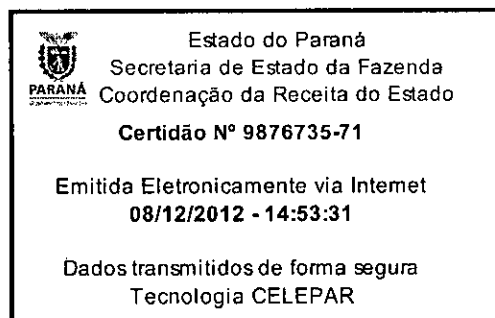 Estado do Paraná
Secretaria de Estado da Fazenda
PARANÁ
Coordenação da Receita do Estado
Certidão Nº 9876735-71
Emitida Eletronicamente via Internet
08/12/2012 - 14:53:31
Dados transmitidos de forma segura
Tecnologia CELEPAR